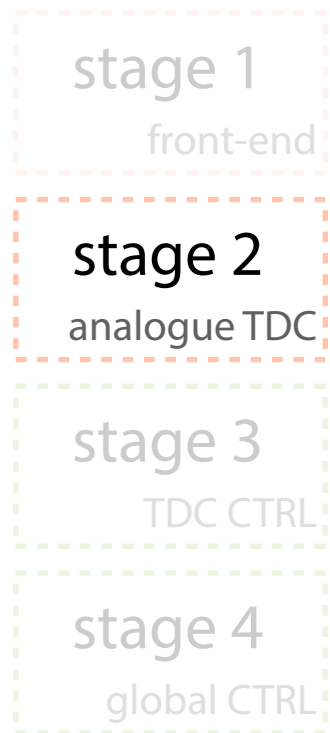 stage 1
front-end
stage 2
analogue TDC
stage 3
TDC CTRL
stage 4
global CTRL